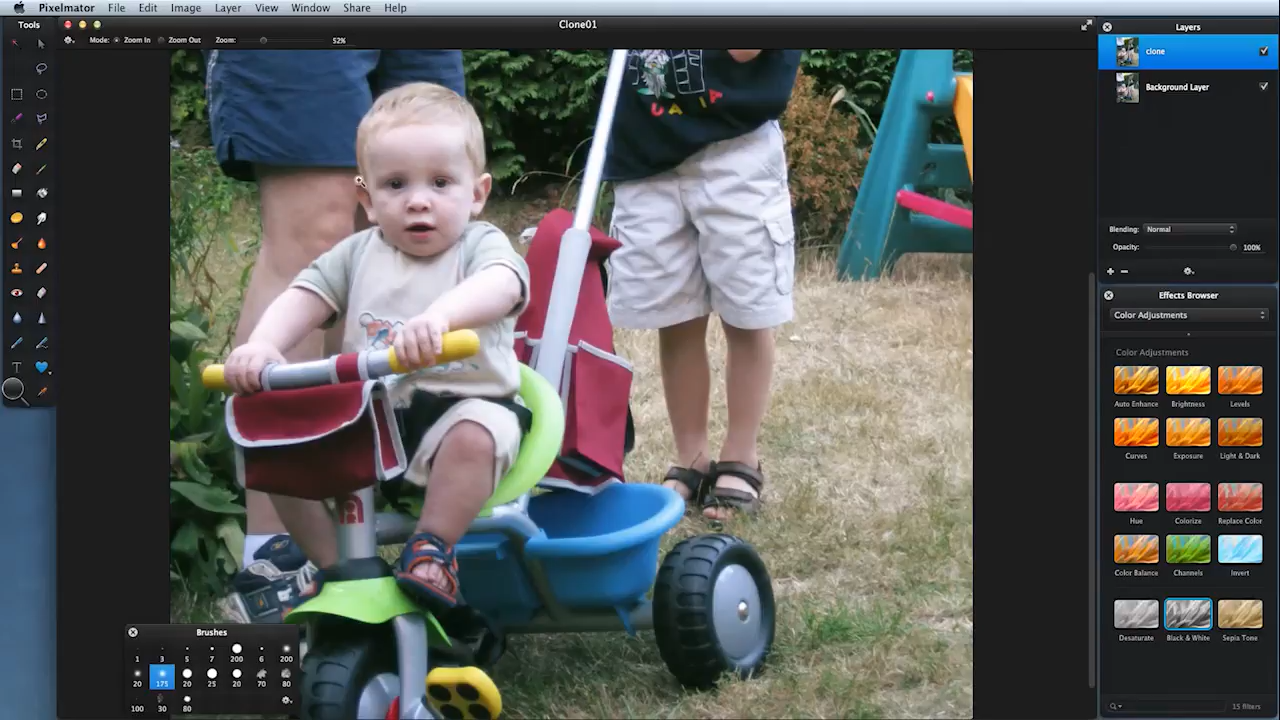 Pixelmator File Edit Image Layer View Window Share Help
Tools
Clone01
Mode: Zoom In Zoom Out Zoom: 52%
Layers
clone
Background Layer
Blending: Normal
Opacity: 100%
Effects Browser
Color Adjustments
Color Adjustments
Auto Enhance Brightness Levels
Curves Exposure Light & Dark
Hue Colorize Replace Color
Color Balance Channels Invert
Desaturate Black & White Sepia Tone
15 filters
Brushes
1 3 5 7 200 6 200
20 175 20 25 20 70 80
100 30 80